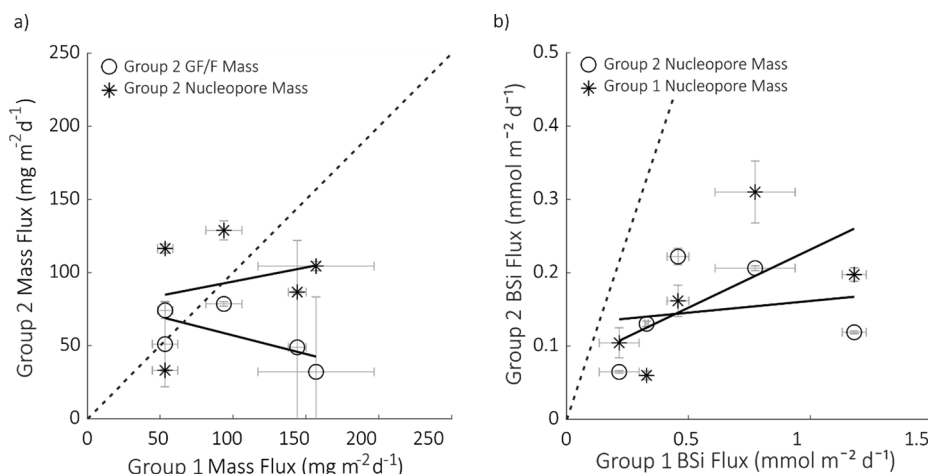 a)
250
200
150
100
50
0
0 50 100 150 200
Group 2 Mass Flux (mg m⁻²d⁻¹)
Group 1 Mass Flux (mg m⁻²d⁻¹)
Group 2 GF/F Mass
Group 2 Nucleopore Mass
b)
0.5
0.4
0.3
0.2
0.1
0
0 0.5 1 1.5
Group 2 BSi Flux (mmol m⁻² d⁻¹)
Group 1 BSi Flux (mmol m⁻² d⁻¹)
Group 2 Nucleopore Mass
Group 1 Nucleopore Mass